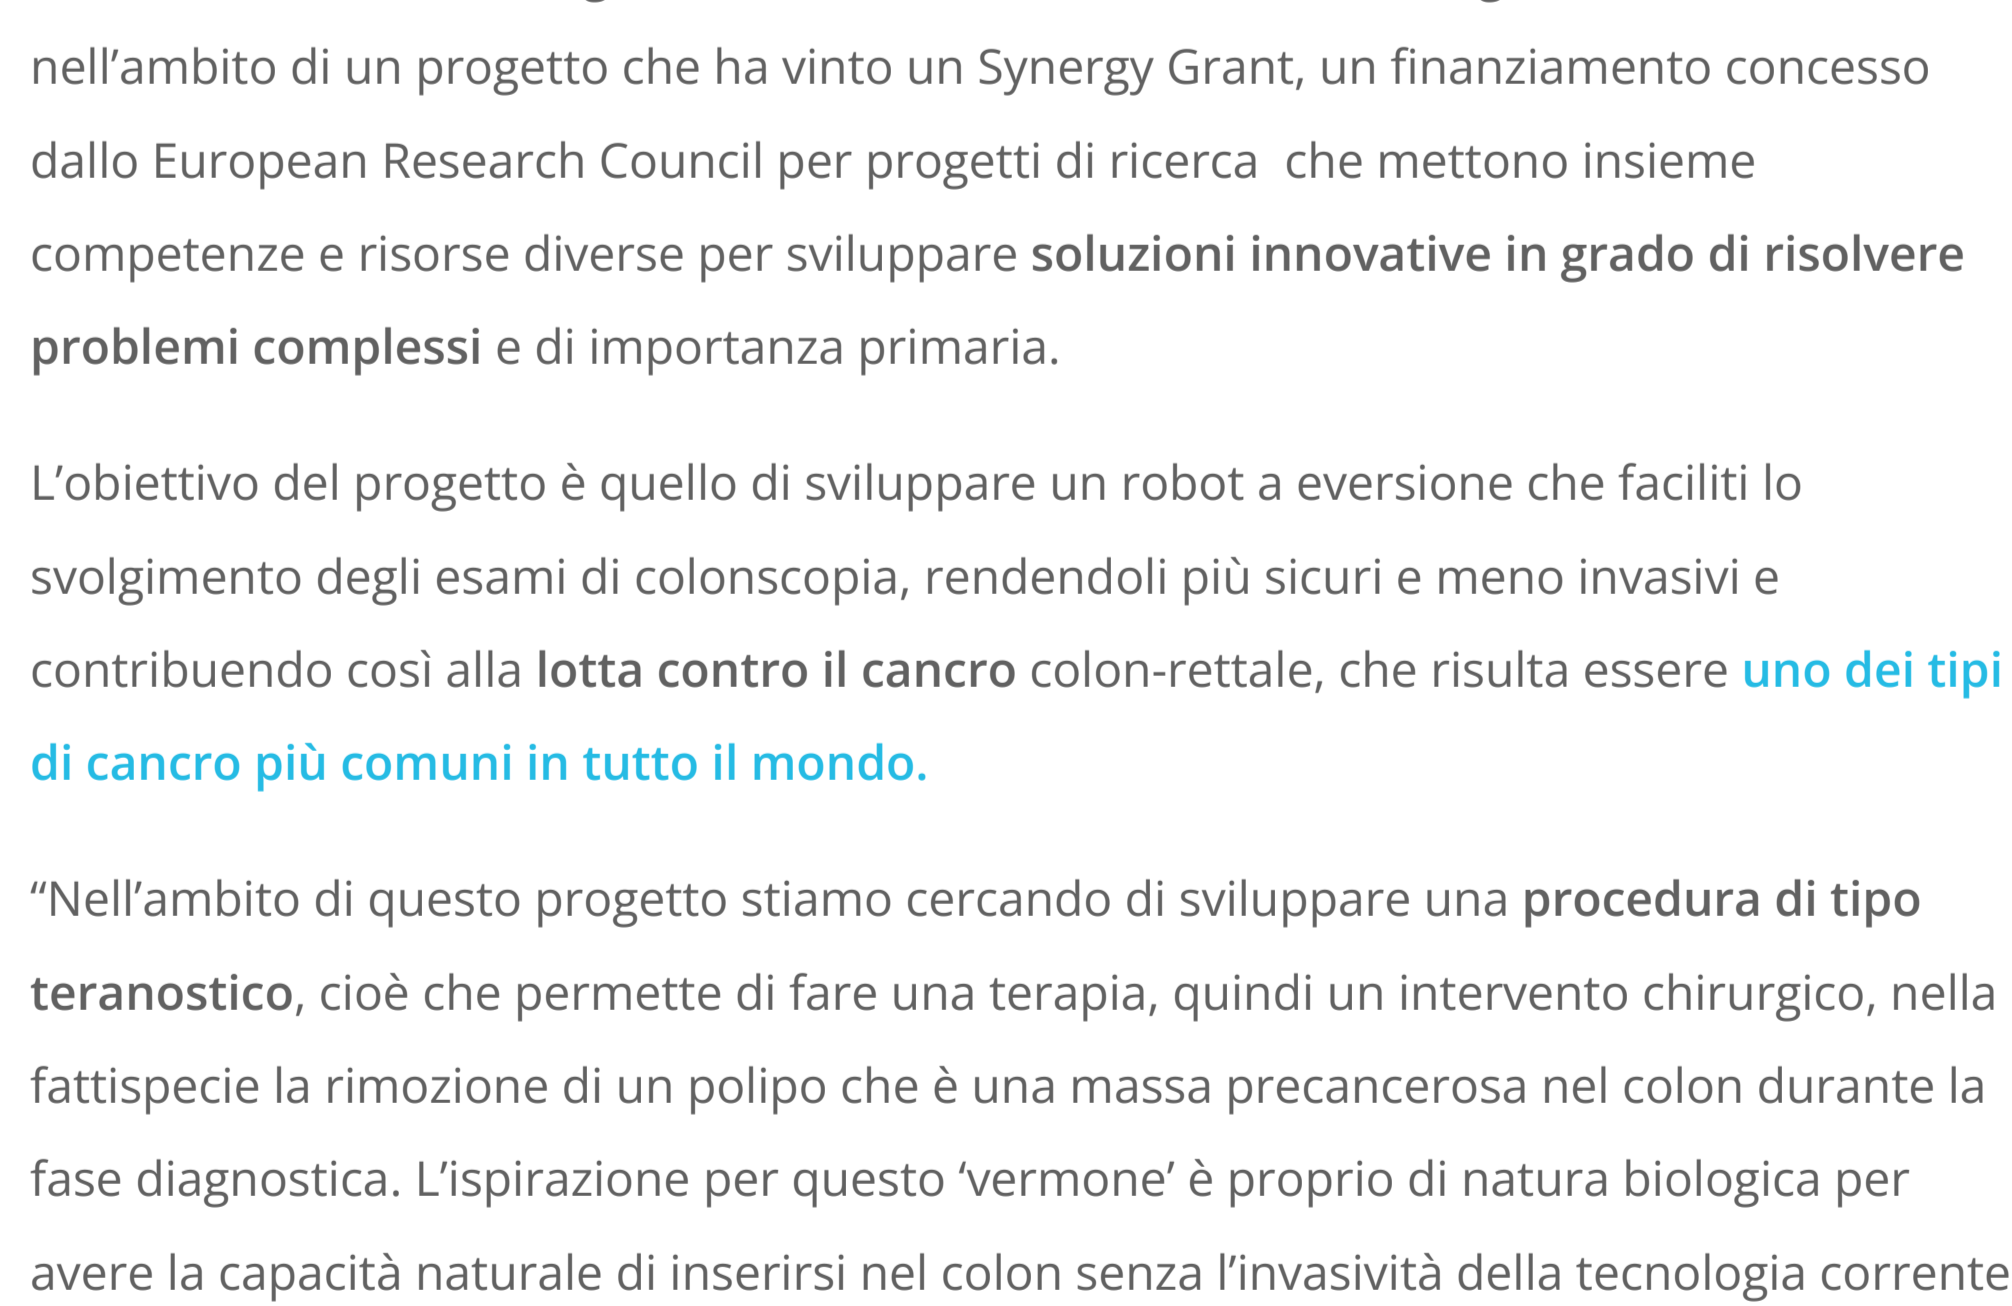 nell’ambito di un progetto che ha vinto un Synergy Grant, un finanziamento concesso
dallo European Research Council per progetti di ricerca  che mettono insieme
competenze e risorse diverse per sviluppare soluzioni innovative in grado di risolvere
problemi complessi e di importanza primaria.
L’obiettivo del progetto è quello di sviluppare un robot a eversione che faciliti lo
svolgimento degli esami di colonscopia, rendendoli più sicuri e meno invasivi e
contribuendo così alla lotta contro il cancro colon-rettale, che risulta essere uno dei tipi
di cancro più comuni in tutto il mondo.
“Nell’ambito di questo progetto stiamo cercando di sviluppare una procedura di tipo
teranostico, cioè che permette di fare una terapia, quindi un intervento chirurgico, nella
fattispecie la rimozione di un polipo che è una massa precancerosa nel colon durante la
fase diagnostica. L’ispirazione per questo ‘vermone’ è proprio di natura biologica per
avere la capacità naturale di inserirsi nel colon senza l’invasività della tecnologia corrente